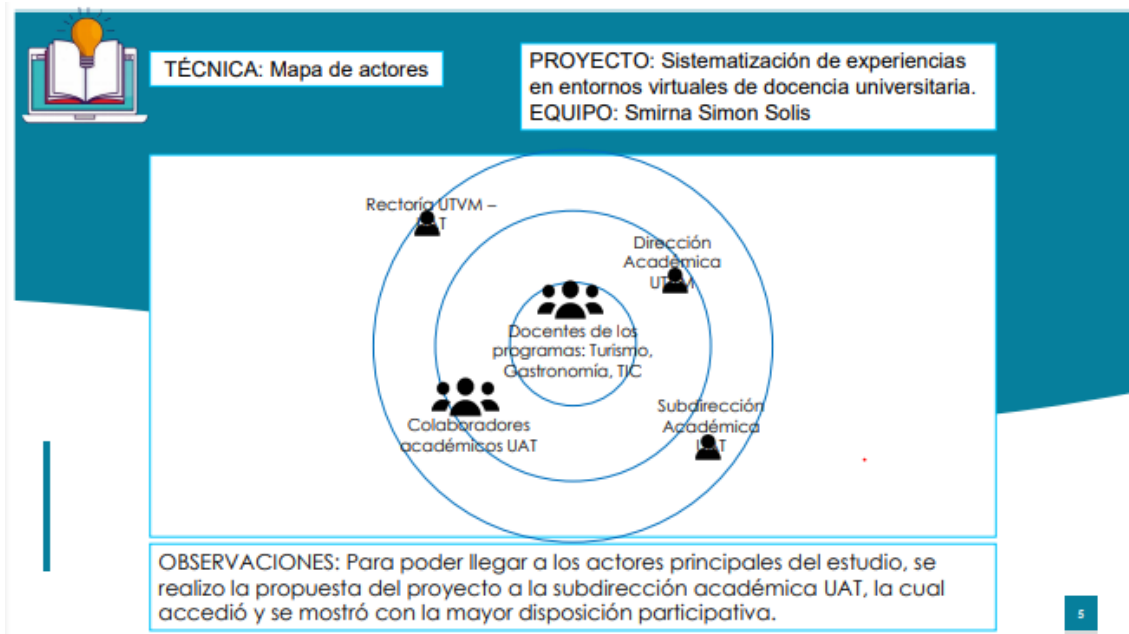 TÉCNICA: Mapa de actores
PROYECTO: Sistematización de experiencias
en entornos virtuales de docencia universitaria.
EQUIPO: Smirna Simon Solis
Rectoría UTVM –
Dirección
Académica
Docentes de los
programas: Turismo,
Gastronomía, TIC
Colaboradores
académicos UAT
Subdirección
Académica
OBSERVACIONES: Para poder llegar a los actores principales del estudio, se
realizo la propuesta del proyecto a la subdirección académica UAT, la cual
accedió y se mostró con la mayor disposición participativa.
5